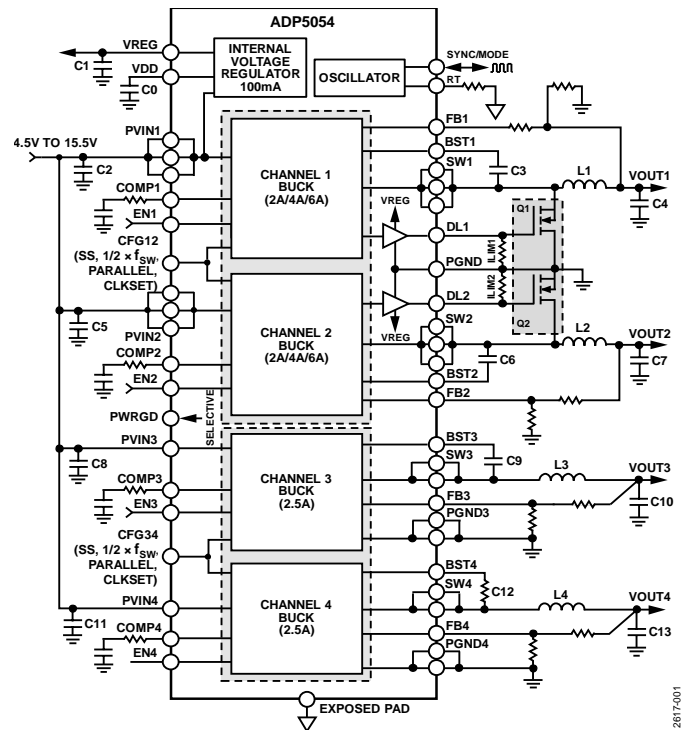 ADP5054
VREG
C1
VDD
C0
INTERNAL
VOLTAGE
REGULATOR
100mA
OSCILLATOR
SYNC/MODE
RT
4.5V TO 15.5V
PVIN1
C2
COMP1
EN1
CFG12
(SS, 1/2 × fSW,
PARALLEL,
CLKSET)
C5
PVIN2
COMP2
EN2
PWRGD
SELECTIVE
PVIN3
C8
COMP3
EN3
CFG34
(SS, 1/2 × fSW,
PARALLEL,
CLKSET)
PVIN4
C11
COMP4
EN4
CHANNEL 1
BUCK
(2A/4A/6A)
CHANNEL 2
BUCK
(2A/4A/6A)
CHANNEL 3
BUCK
(2.5A)
CHANNEL 4
BUCK
(2.5A)
VREG
VREG
FB1
BST1
SW1
C3
L1
VOUT1
C4
DL1
PGND
DL2
ILIM1
ILIM2
Q1
Q2
SW2
L2
VOUT2
C6
C7
BST2
FB2
BST3
SW3
C9
L3
VOUT3
FB3
C10
PGND3
BST4
SW4
C12
L4
VOUT4
FB4
C13
PGND4
EXPOSED PAD
2617-001